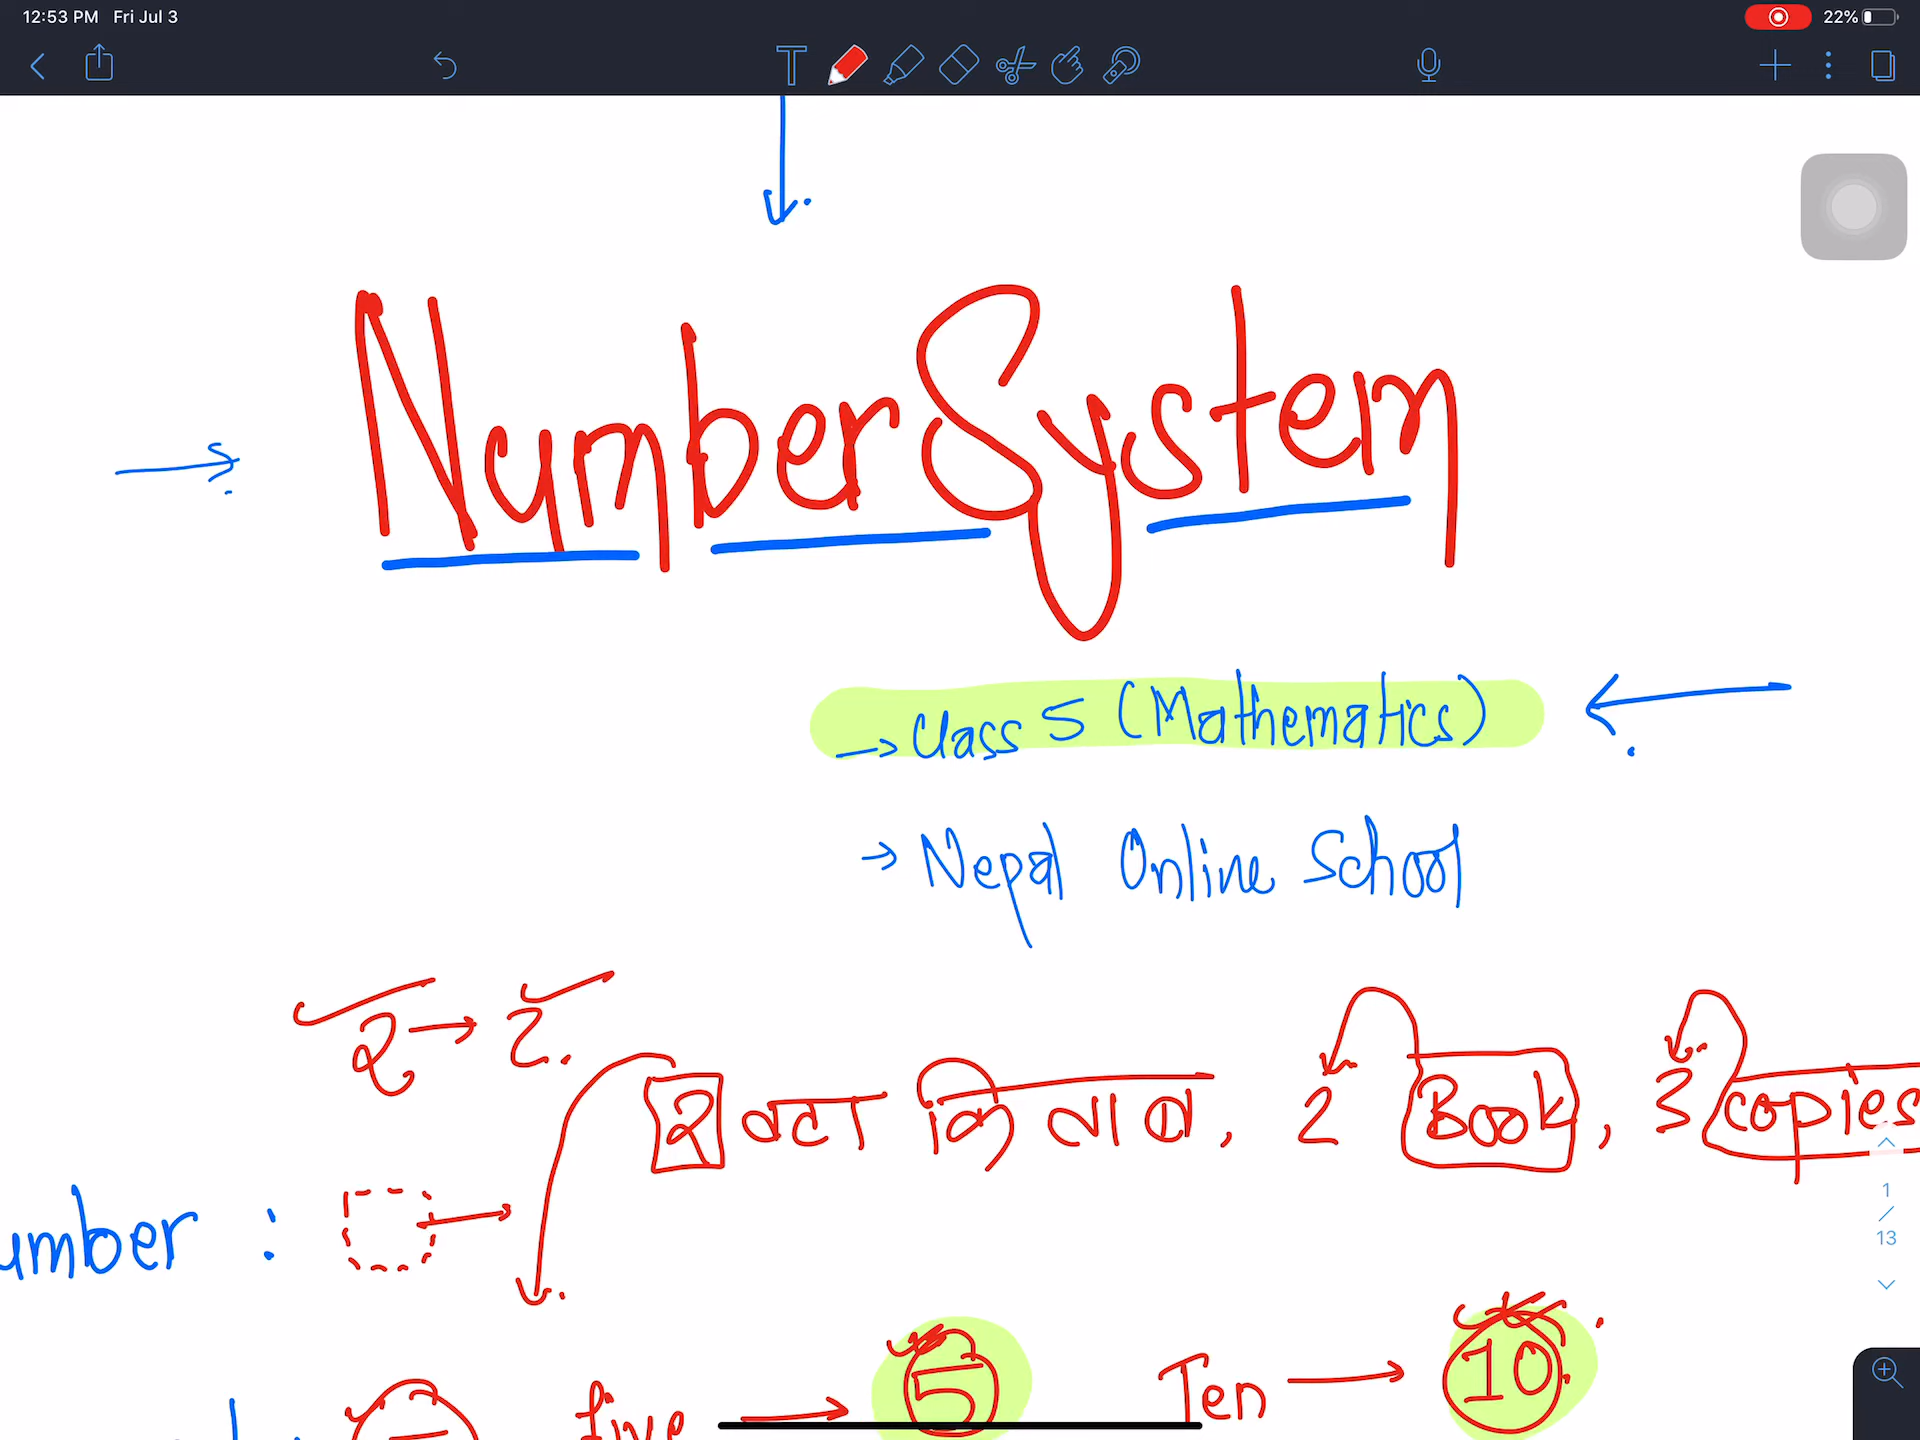 12:53 PM Fri Jul 3 22%
Number System
→ Class 5 (Mathematics)
→ Nepal Online School
२ → 2.
२ वटा किताब, 2 Book, 3 copies
umber :
1
/
13
five → 5 Ten → 10